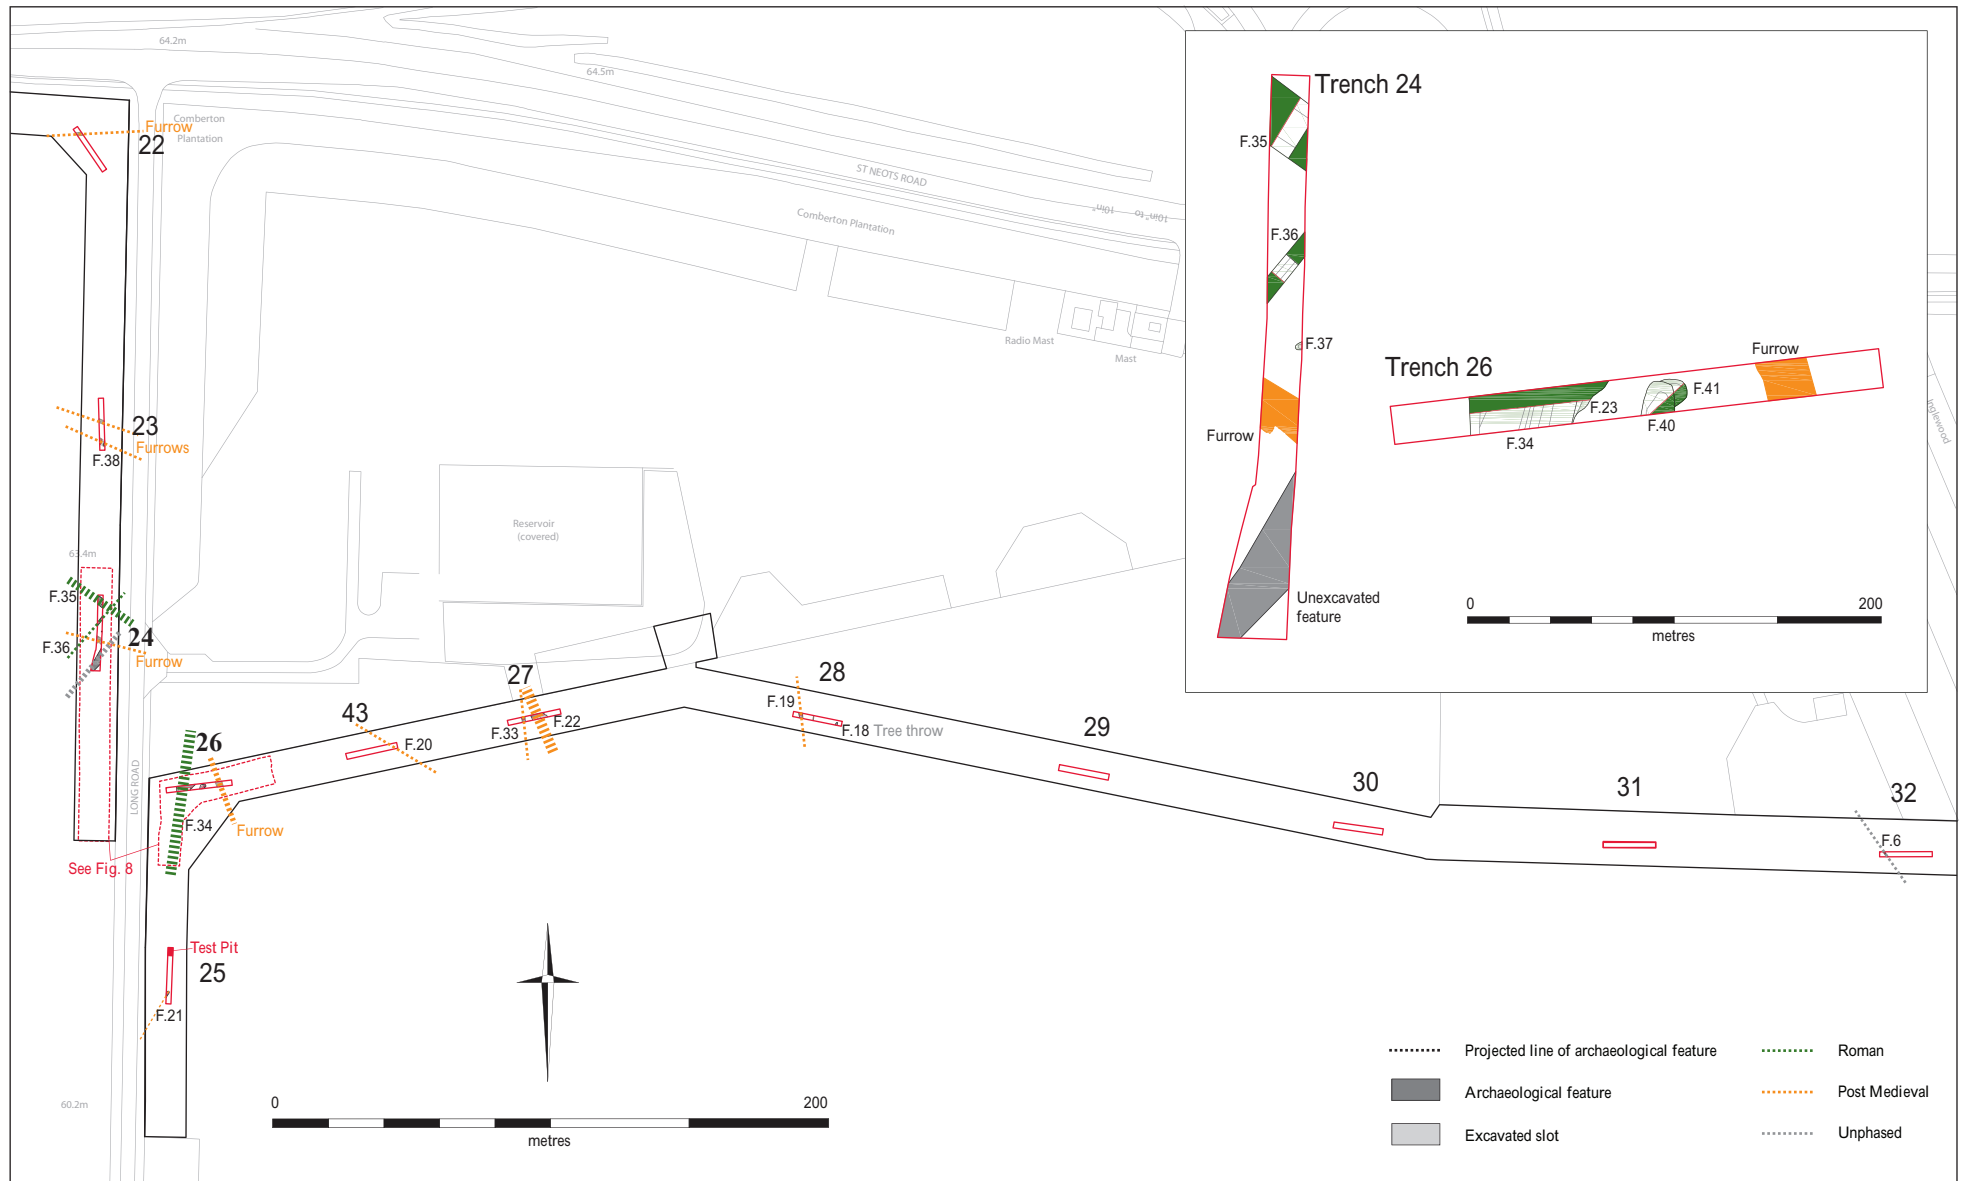 64.2m
64.5m
Comberton
Plantation
Furrow
22
ST NEOTS ROAD
Comberton Plantation
10in" to 10in"
Radio Mast
Mast
Inglewood
23
Furrows
F.38
Reservoir
(covered)
63.4m
F.35
24
F.36
Furrow
LONG ROAD
26
F.34
Furrow
See Fig. 8
43
F.20
27
F.33
F.22
28
F.19
F.18 Tree throw
29
30
31
32
F.6
Test Pit
25
F.21
60.2m
0 200
metres
Trench 24
F.35
F.36
F.37
Furrow
Unexcavated
feature
Trench 26
Furrow
F.23
F.34
F.41
F.40
0 200
metres
Projected line of archaeological feature
Archaeological feature
Excavated slot
Roman
Post Medieval
Unphased